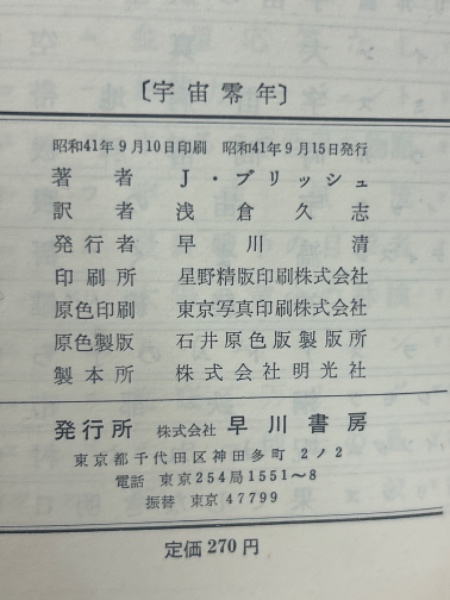 〔宇宙零年〕
昭和41年9月10日印刷 昭和41年9月15日発行
著者 J・ブリッシュ
訳者 浅倉久志
発行者 早川清
印刷所 星野精版印刷株式会社
原色印刷 東京写真印刷株式会社
原色製版 石井原色版製版所
製本所 株式会社明光社
発行所 株式会社 早川書房
東京都千代田区神田多町2ノ2
電話 東京254局1551〜8
振替 東京47799
定価270円